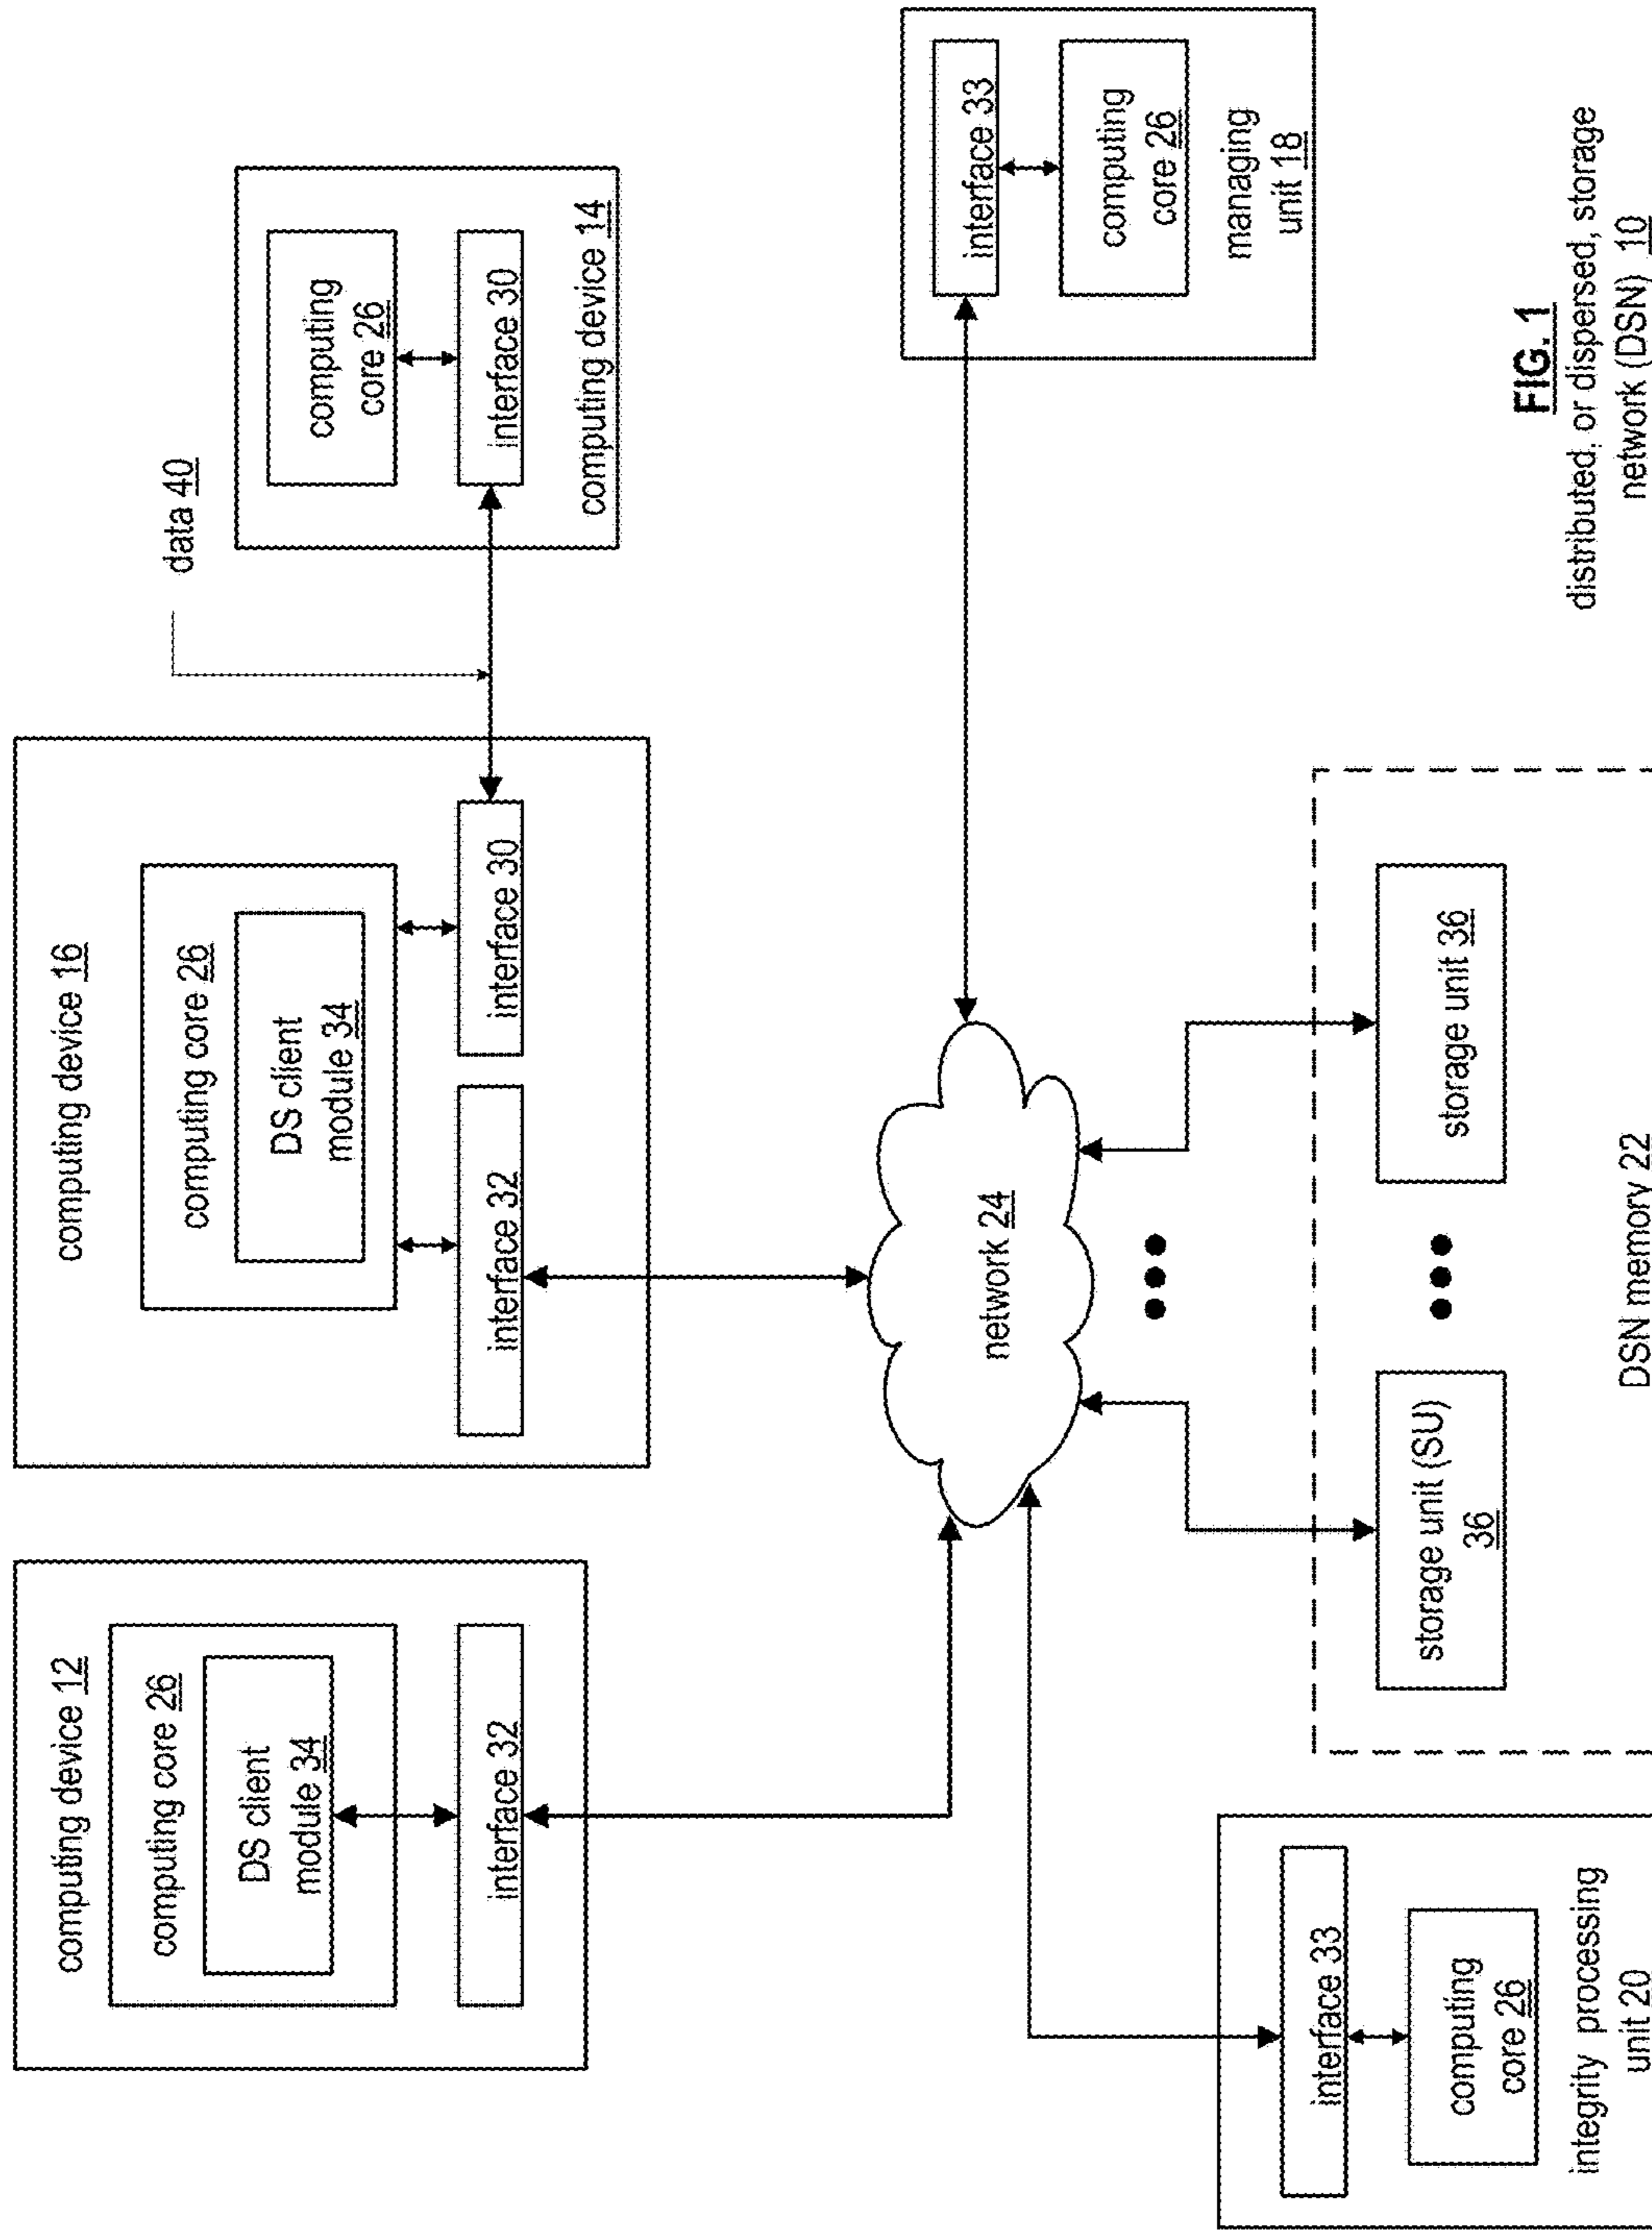 computing device 12
computing core 26
DS client
module 34
interface 32
computing device 16
computing core 26
DS client
module 34
interface 32
interface 30
data 40
computing
core 26
interface 30
computing device 14
network 24
interface 33
computing
core 26
managing
unit 18
interface 33
computing
core 26
integrity processing
unit 20
storage unit (SU)
36
storage unit 36
DSN memory 22
FIG. 1
distributed, or dispersed, storage
network (DSN) 10